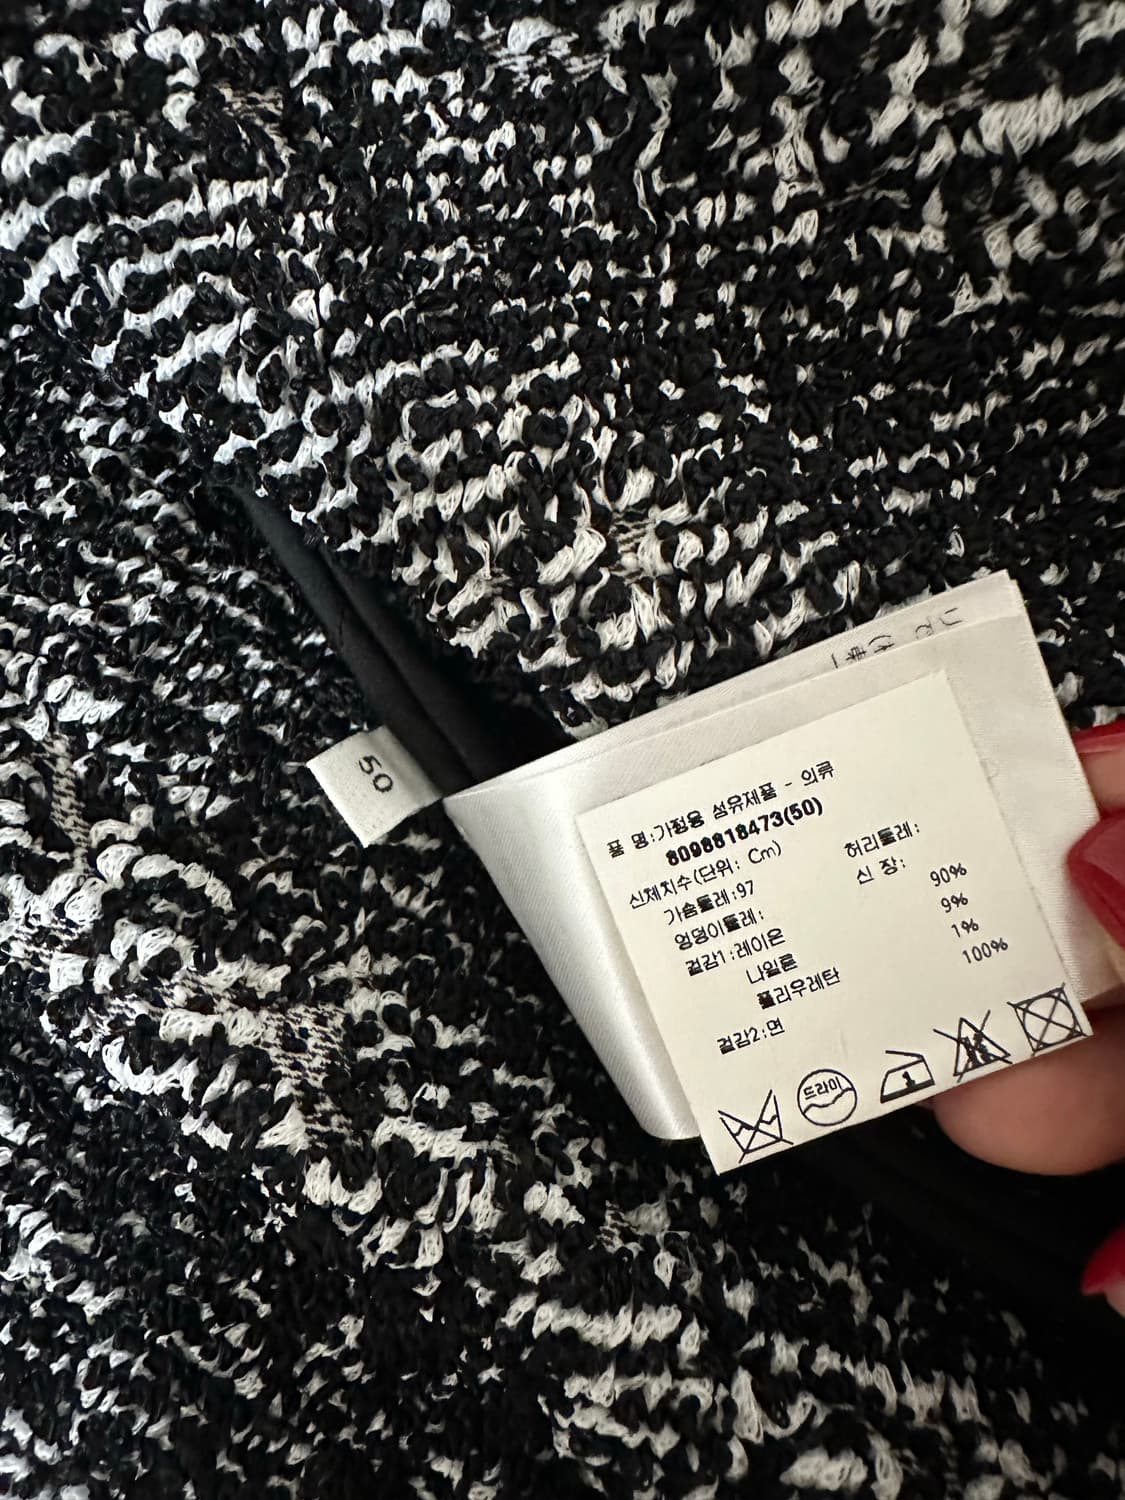 50
품 명:가정용 섬유제품 - 의류
8098818473(50)
신체치수(단위: Cm)
가슴둘레:97 허리둘레:
엉덩이둘레: 신 장:
겉감1:레이온 90%
나일론 9%
폴리우레탄 1%
겉감2:면 100%
드라이
1